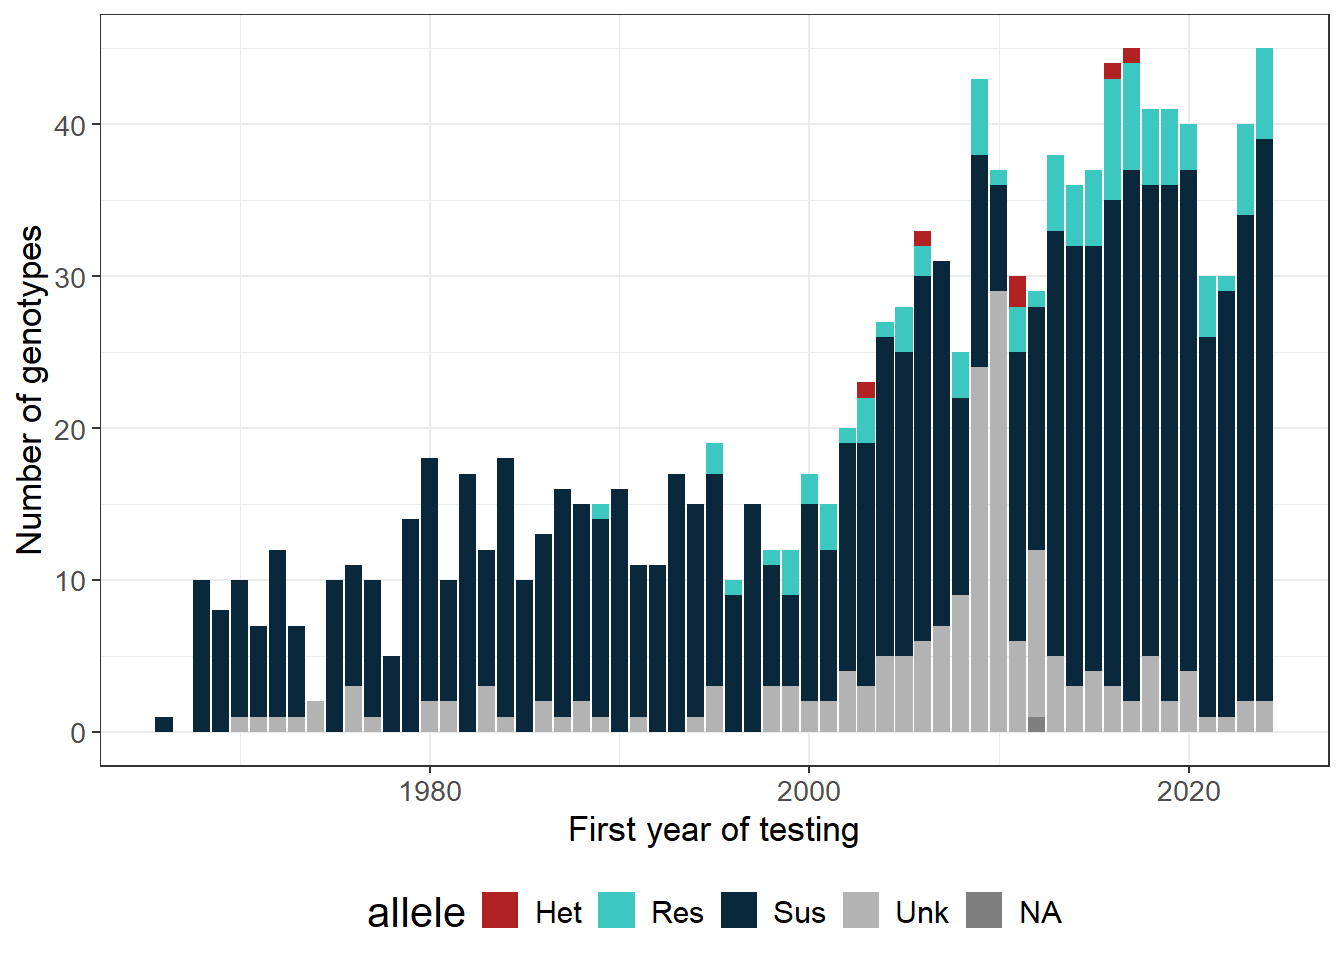 Number of genotypes
40
30
20
10
0
1980 2000 2020
First year of testing
allele Het Res Sus Unk NA